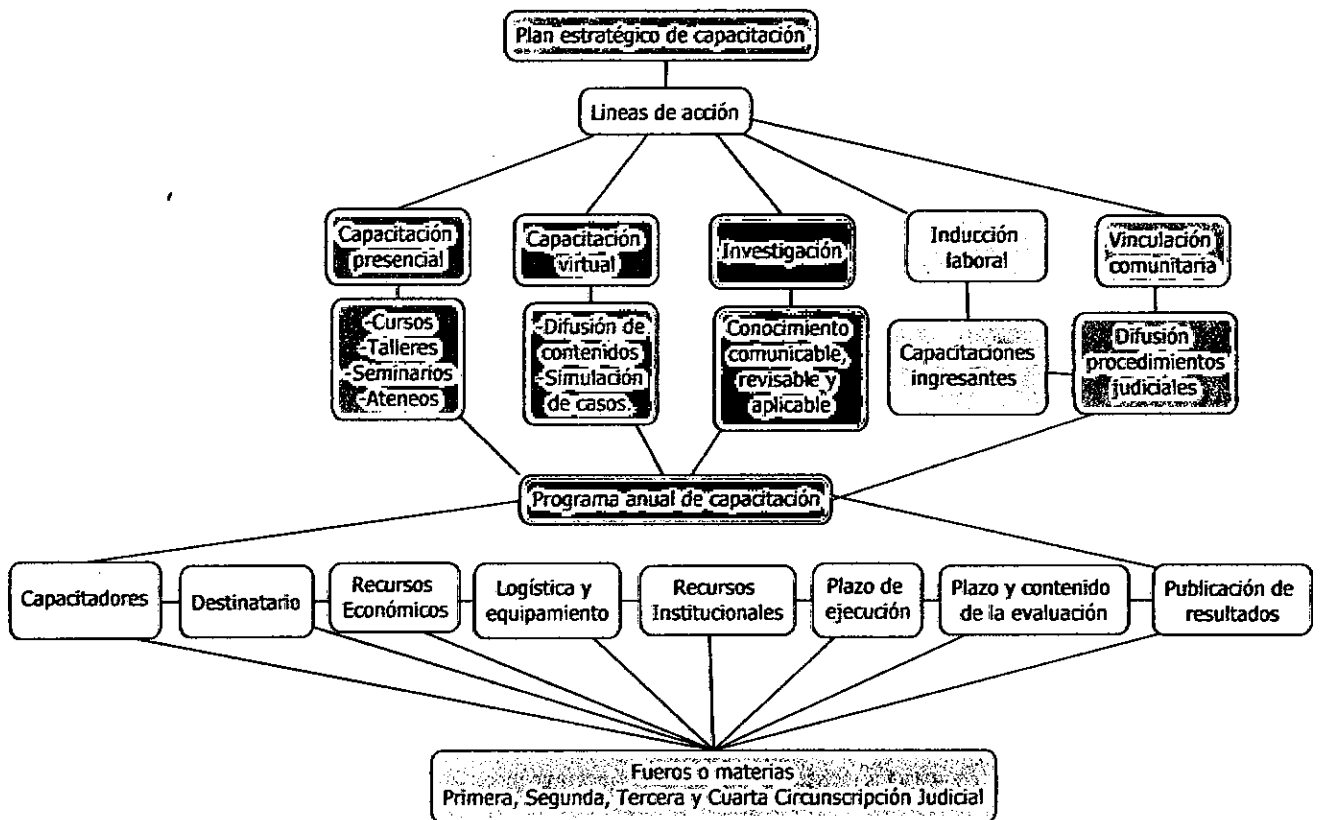 Plan estratégico de capacitación
Lineas de acción
Capacitación
presencial
Capacitación
virtual
Investigación
Inducción
laboral
Vinculación
comunitaria
-Cursos
-Talleres
-Seminarios
-Ateneos
-Difusión de
contenidos
-Simulación
de casos.
Conocimiento
comunicable,
revisable y
aplicable
Capacitaciones
ingresantes
Difusión
procedimientos
judiciales
Programa anual de capacitación
Capacitadores
Destinatario
Recursos
Económicos
Logística y
equipamiento
Recursos
Institucionales
Plazo de
ejecución
Plazo y contenido
de la evaluación
Publicación de
resultados
Fueros o materias
Primera, Segunda, Tercera y Cuarta Circunscripción Judicial